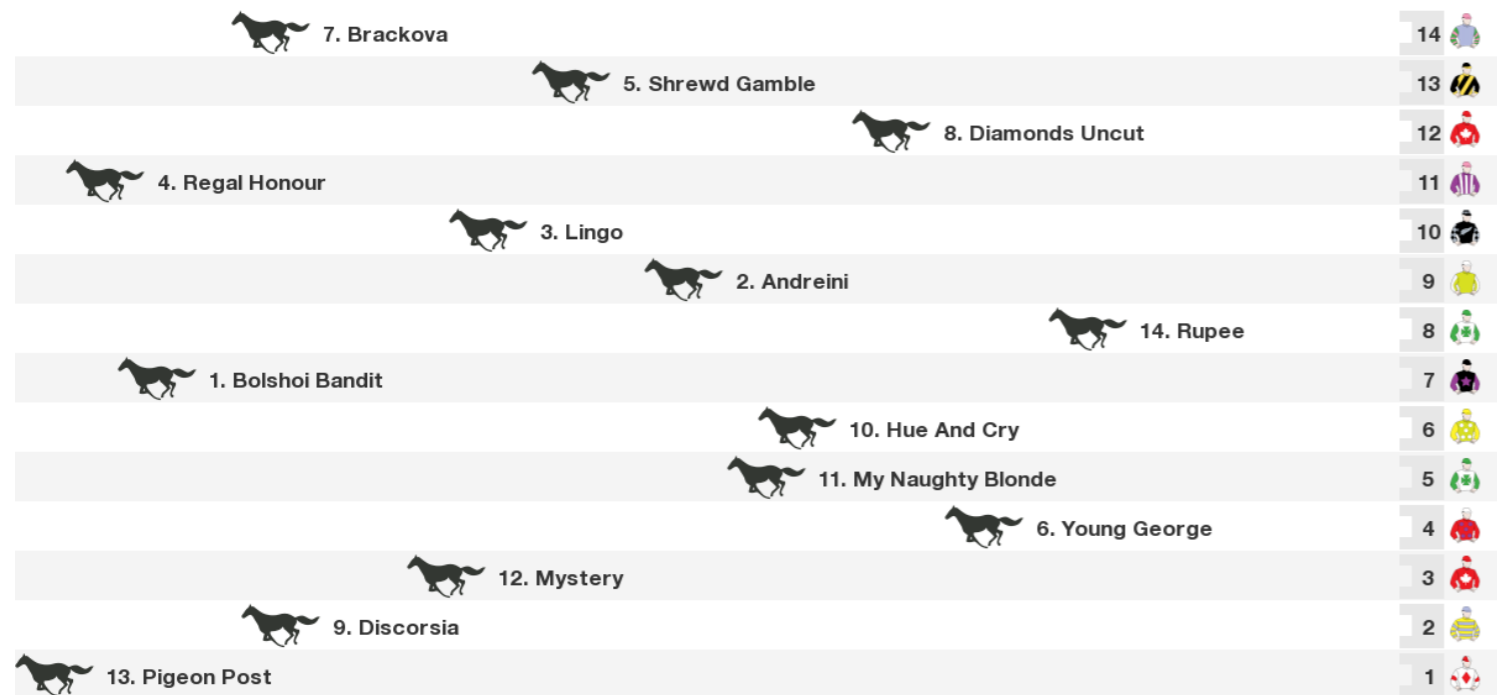 7. Brackova 14
5. Shrewd Gamble 13
8. Diamonds Uncut 12
4. Regal Honour 11
3. Lingo 10
2. Andreini 9
14. Rupee 8
1. Bolshoi Bandit 7
10. Hue And Cry 6
11. My Naughty Blonde 5
6. Young George 4
12. Mystery 3
9. Discorsia 2
13. Pigeon Post 1